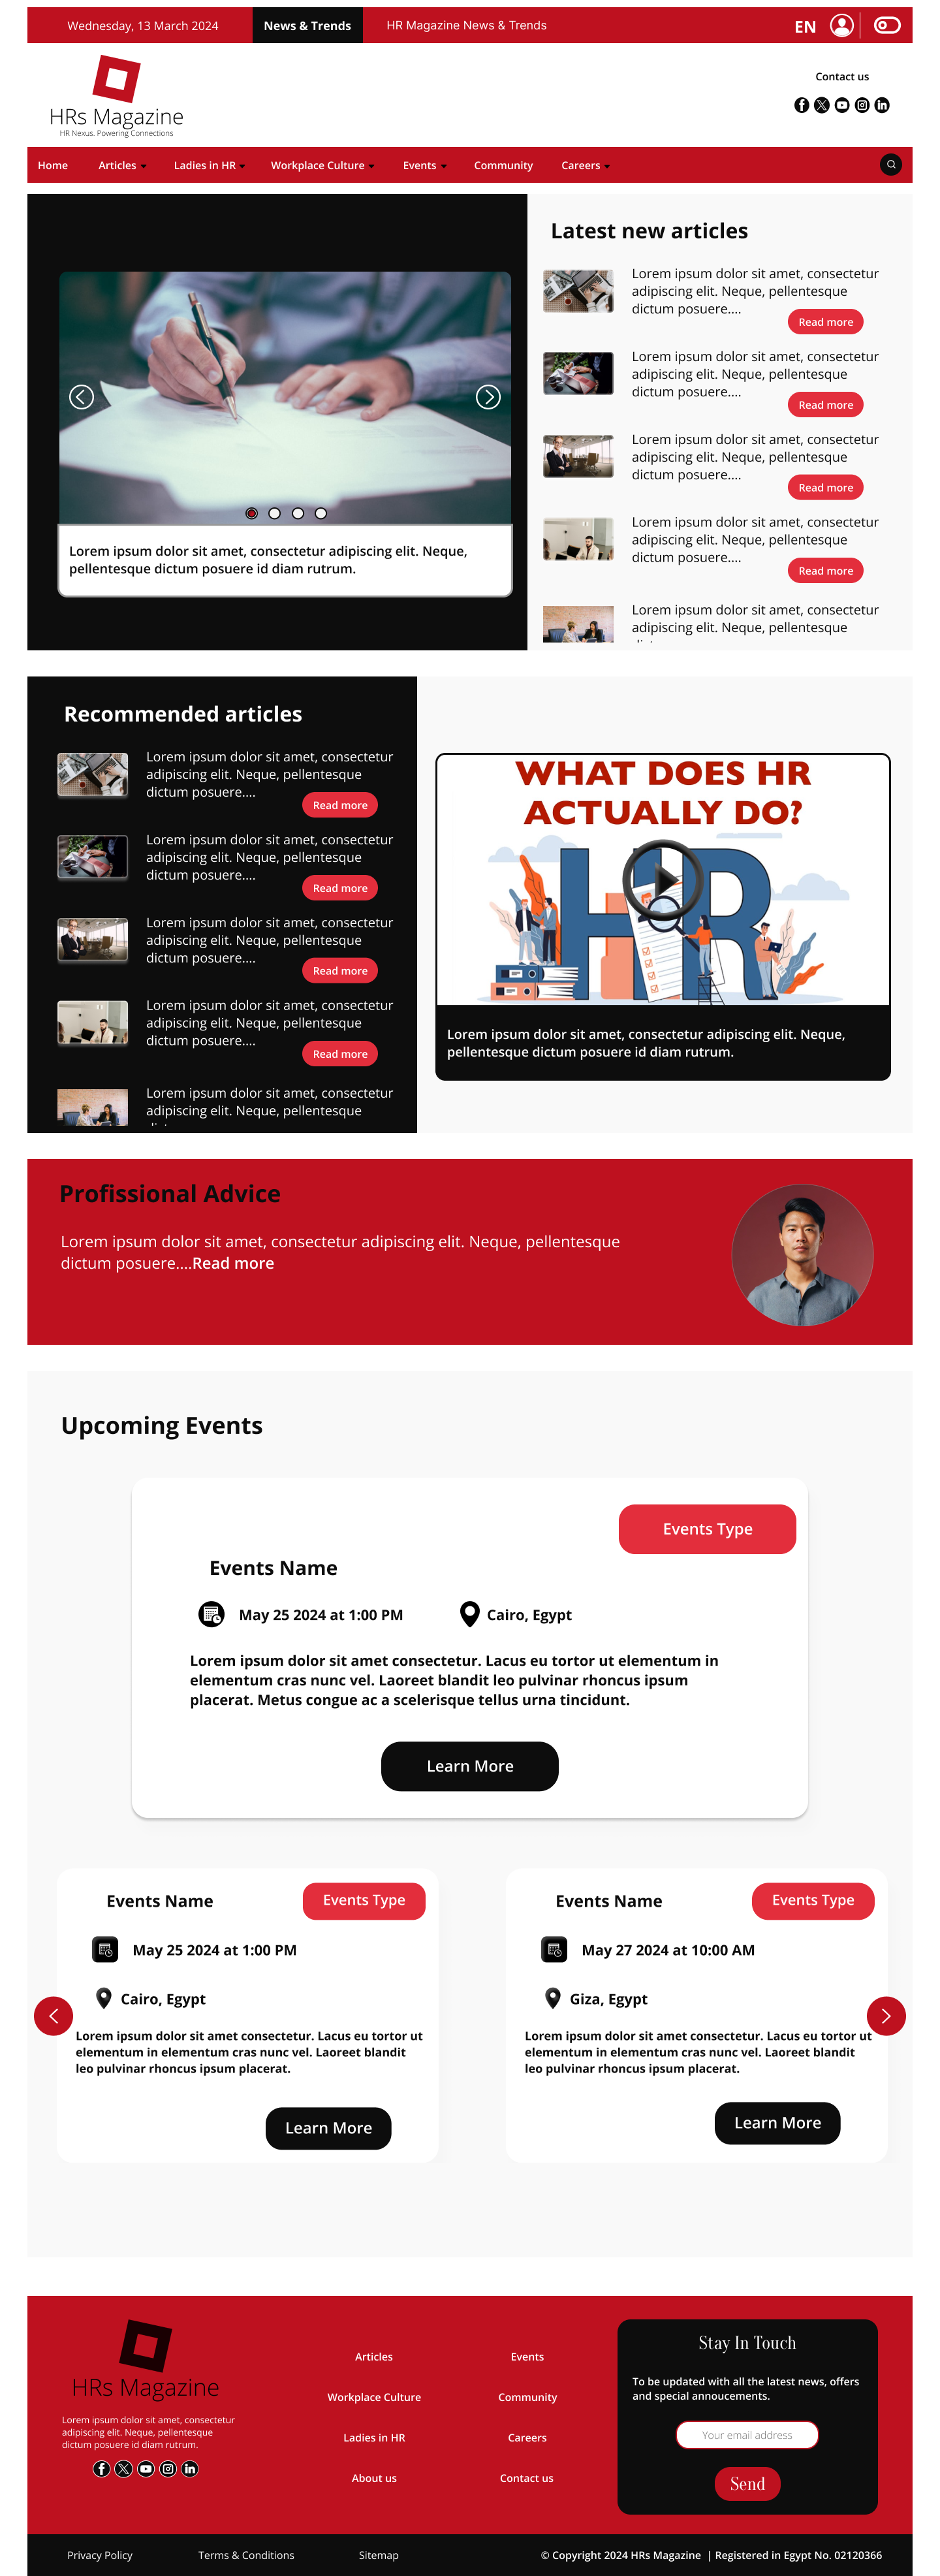 Wednesday, 13 March 2024
News & Trends
HR Magazine News & Trends
EN
HRs Magazine
HR Nexus. Powering Connections
Contact us
Home
Articles
Ladies in HR
Workplace Culture
Events
Community
Careers
Lorem ipsum dolor sit amet, consectetur adipiscing elit. Neque,
pellentesque dictum posuere id diam rutrum.
Latest new articles
Lorem ipsum dolor sit amet, consectetur
adipiscing elit. Neque, pellentesque
dictum posuere....
Read more
Lorem ipsum dolor sit amet, consectetur
adipiscing elit. Neque, pellentesque
dictum posuere....
Read more
Lorem ipsum dolor sit amet, consectetur
adipiscing elit. Neque, pellentesque
dictum posuere....
Read more
Lorem ipsum dolor sit amet, consectetur
adipiscing elit. Neque, pellentesque
dictum posuere....
Read more
Lorem ipsum dolor sit amet, consectetur
adipiscing elit. Neque, pellentesque
Recommended articles
Lorem ipsum dolor sit amet, consectetur
adipiscing elit. Neque, pellentesque
dictum posuere....
Read more
Lorem ipsum dolor sit amet, consectetur
adipiscing elit. Neque, pellentesque
dictum posuere....
Read more
Lorem ipsum dolor sit amet, consectetur
adipiscing elit. Neque, pellentesque
dictum posuere....
Read more
Lorem ipsum dolor sit amet, consectetur
adipiscing elit. Neque, pellentesque
dictum posuere....
Read more
Lorem ipsum dolor sit amet, consectetur
adipiscing elit. Neque, pellentesque
WHAT DOES HR
ACTUALLY DO?
HR
Lorem ipsum dolor sit amet, consectetur adipiscing elit. Neque,
pellentesque dictum posuere id diam rutrum.
Profissional Advice
Lorem ipsum dolor sit amet, consectetur adipiscing elit. Neque, pellentesque
dictum posuere....Read more
Upcoming Events
Events Type
Events Name
May 25 2024 at 1:00 PM
Cairo, Egypt
Lorem ipsum dolor sit amet consectetur. Lacus eu tortor ut elementum in
elementum cras nunc vel. Laoreet blandit leo pulvinar rhoncus ipsum
placerat. Metus congue ac a scelerisque tellus urna tincidunt.
Learn More
Events Name
Events Type
May 25 2024 at 1:00 PM
Cairo, Egypt
Lorem ipsum dolor sit amet consectetur. Lacus eu tortor ut
elementum in elementum cras nunc vel. Laoreet blandit
leo pulvinar rhoncus ipsum placerat.
Learn More
Events Name
Events Type
May 27 2024 at 10:00 AM
Giza, Egypt
Lorem ipsum dolor sit amet consectetur. Lacus eu tortor ut
elementum in elementum cras nunc vel. Laoreet blandit
leo pulvinar rhoncus ipsum placerat.
Learn More
HRs Magazine
Lorem ipsum dolor sit amet, consectetur
adipiscing elit. Neque, pellentesque
dictum posuere id diam rutrum.
Articles
Workplace Culture
Ladies in HR
About us
Events
Community
Careers
Contact us
Stay In Touch
To be updated with all the latest news, offers
and special annoucements.
Your email address
Send
Privacy Policy
Terms & Conditions
Sitemap
© Copyright 2024 HRs Magazine | Registered in Egypt No. 02120366